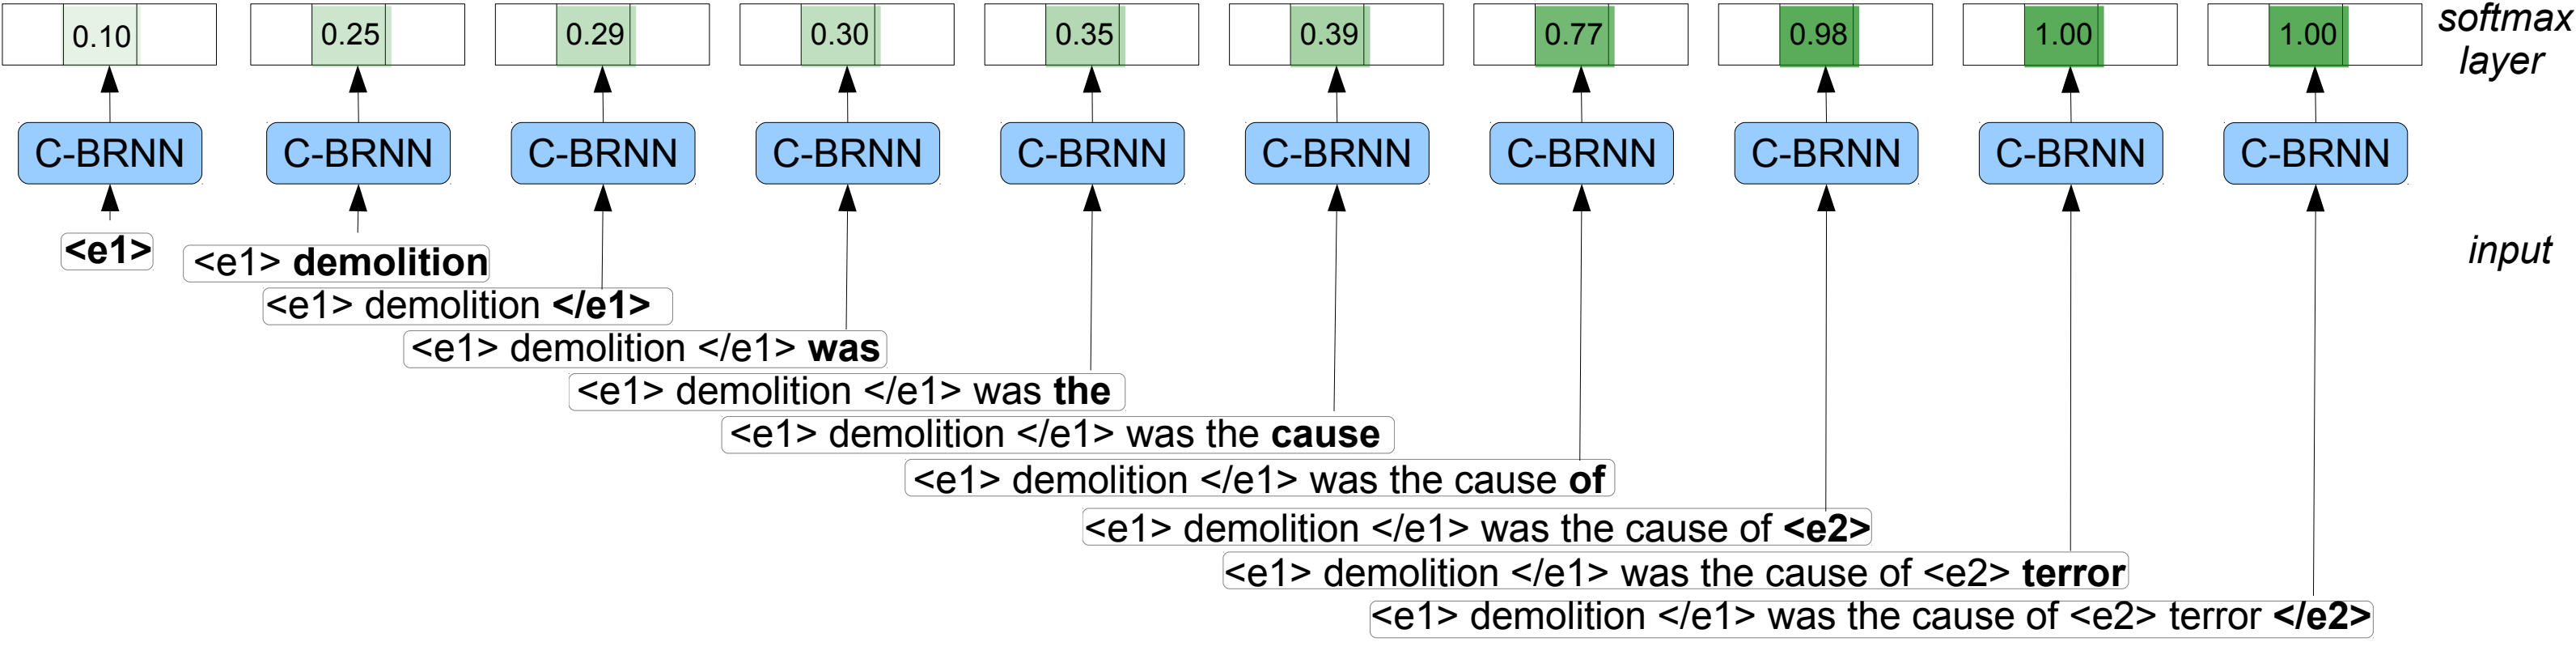 0.10 0.25 0.29 0.30 0.35 0.39 0.77 0.98 1.00 1.00 softmax
layer
C-BRNN C-BRNN C-BRNN C-BRNN C-BRNN C-BRNN C-BRNN C-BRNN C-BRNN C-BRNN
<e1> input
<e1> demolition
<e1> demolition </e1>
<e1> demolition </e1> was
<e1> demolition </e1> was the
<e1> demolition </e1> was the cause
<e1> demolition </e1> was the cause of
<e1> demolition </e1> was the cause of <e2>
<e1> demolition </e1> was the cause of <e2> terror
<e1> demolition </e1> was the cause of <e2> terror </e2>